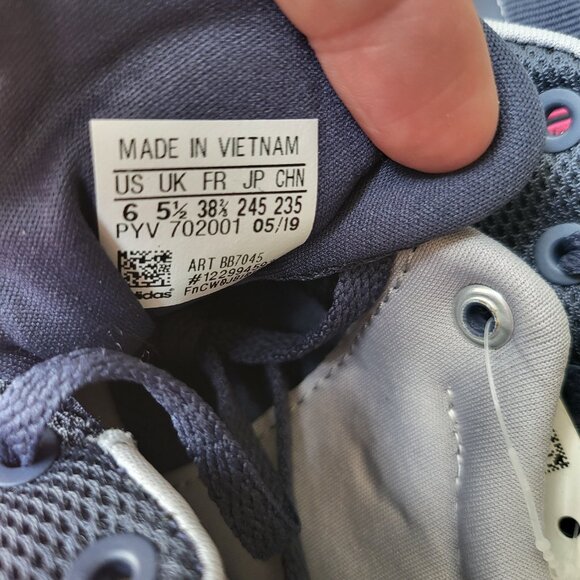 MADE IN VIETNAM
US UK FR JP CHN
6 5½ 38⅔ 245 235
PYV 702001 05/19
ART BB7045
adidas